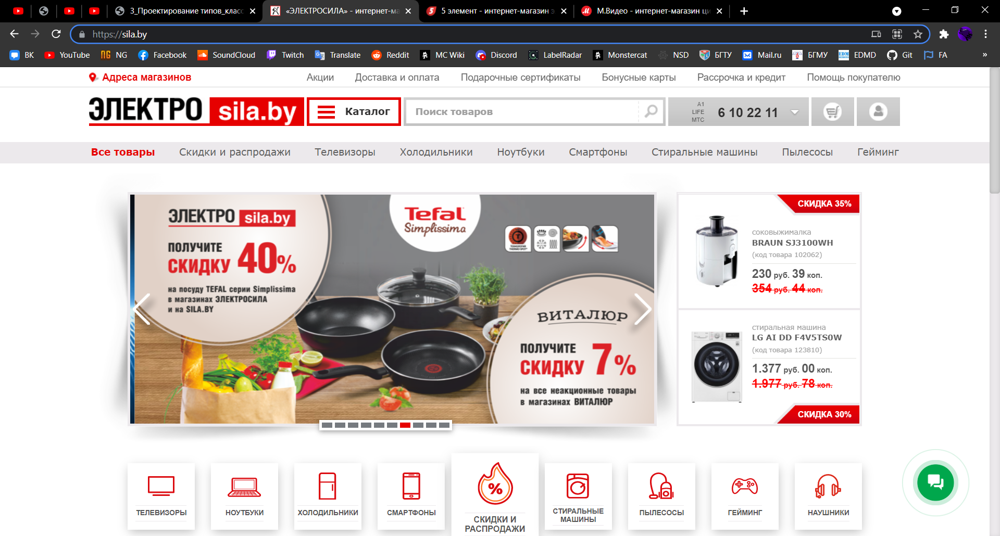 3_Проектирование типов_класс
«ЭЛЕКТРОСИЛА» - интернет-ма
5 элемент - интернет-магазин э
М.Видео - интернет-магазин ци
https://sila.by
ВК YouTube NG Facebook SoundCloud Twitch Translate Reddit MC Wiki Discord LabelRadar Monstercat NSD БГТУ Mail.ru БГМУ EDMD Git FA »
Адреса магазинов
Акции Доставка и оплата Подарочные сертификаты Бонусные карты Рассрочка и кредит Помощь покупателю
ЭЛЕКТРО sila.by
Каталог
Поиск товаров
A1
LIFE
МТС
6 10 22 11
Все товары Скидки и распродажи Телевизоры Холодильники Ноутбуки Смартфоны Стиральные машины Пылесосы Гейминг
ЭЛЕКТРО sila.by
ПОЛУЧИТЕ
СКИДКУ 40%
на посуду TEFAL серии Simplissima
в магазинах ЭЛЕКТРОСИЛА
и на SILA.BY
Tefal
Simplissima
ВИТАЛЮР
ПОЛУЧИТЕ
СКИДКУ 7%
на все неакционные товары
в магазинах ВИТАЛЮР
СКИДКА 35%
соковыжималка
BRAUN SJ3100WH
(код товара 102062)
230 руб. 39 коп.
354 руб. 44 коп.
стиральная машина
LG AI DD F4V5TS0W
(код товара 123810)
1.377 руб. 00 коп.
1.977 руб. 78 коп.
СКИДКА 30%
ТЕЛЕВИЗОРЫ
НОУТБУКИ
ХОЛОДИЛЬНИКИ
СМАРТФОНЫ
%
СКИДКИ И
РАСПРОДАЖИ
СТИРАЛЬНЫЕ
МАШИНЫ
ПЫЛЕСОСЫ
ГЕЙМИНГ
НАУШНИКИ